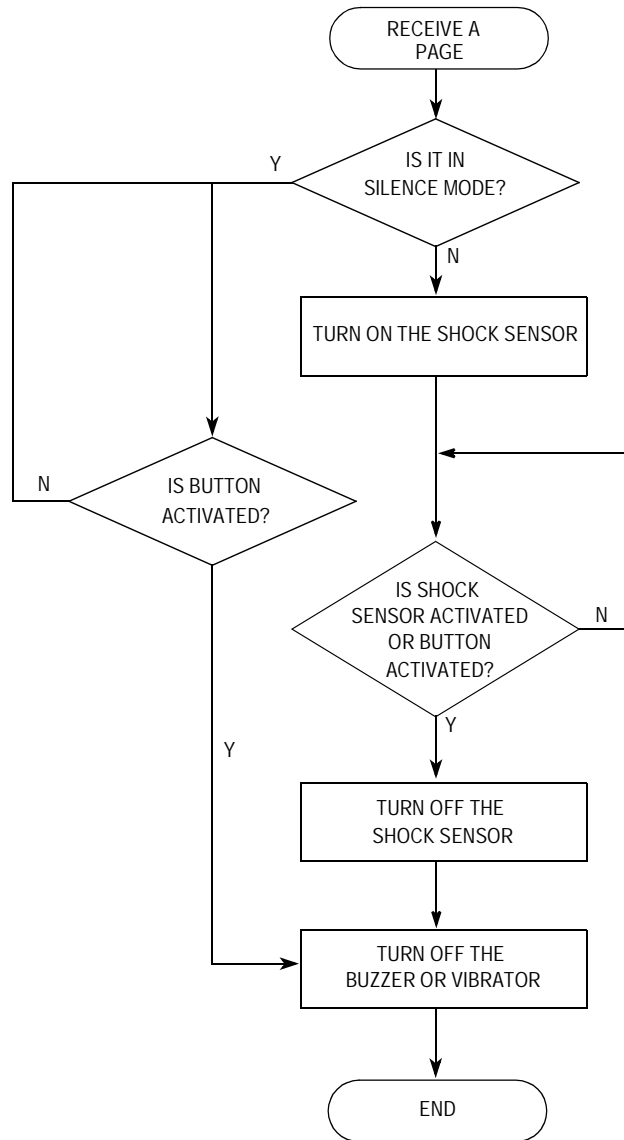 RECEIVE A
PAGE
IS IT IN
SILENCE MODE?
Y
N
TURN ON THE SHOCK SENSOR
IS BUTTON
ACTIVATED?
N
IS SHOCK
SENSOR ACTIVATED
OR BUTTON
ACTIVATED?
N
Y
Y
TURN OFF THE
SHOCK SENSOR
TURN OFF THE
BUZZER OR VIBRATOR
END